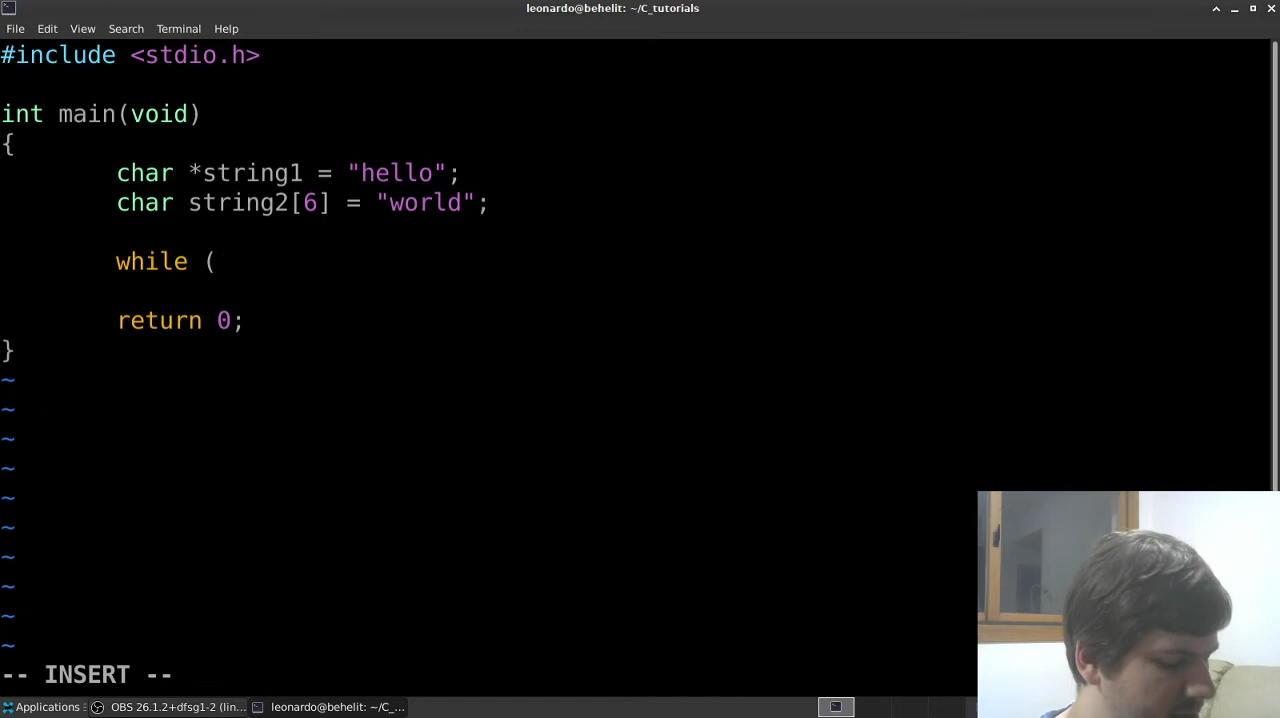 leonardo@behelit: ~/C_tutorials
File Edit View Search Terminal Help
#include <stdio.h>
int main(void)
{
char *string1 = "hello";
char string2[6] = "world";
while (
return 0;
}
~
~
~
~
~
~
~
~
~
~
-- INSERT --
Applications OBS 26.1.2+dfsg1-2 (lin... leonardo@behelit: ~/C_...